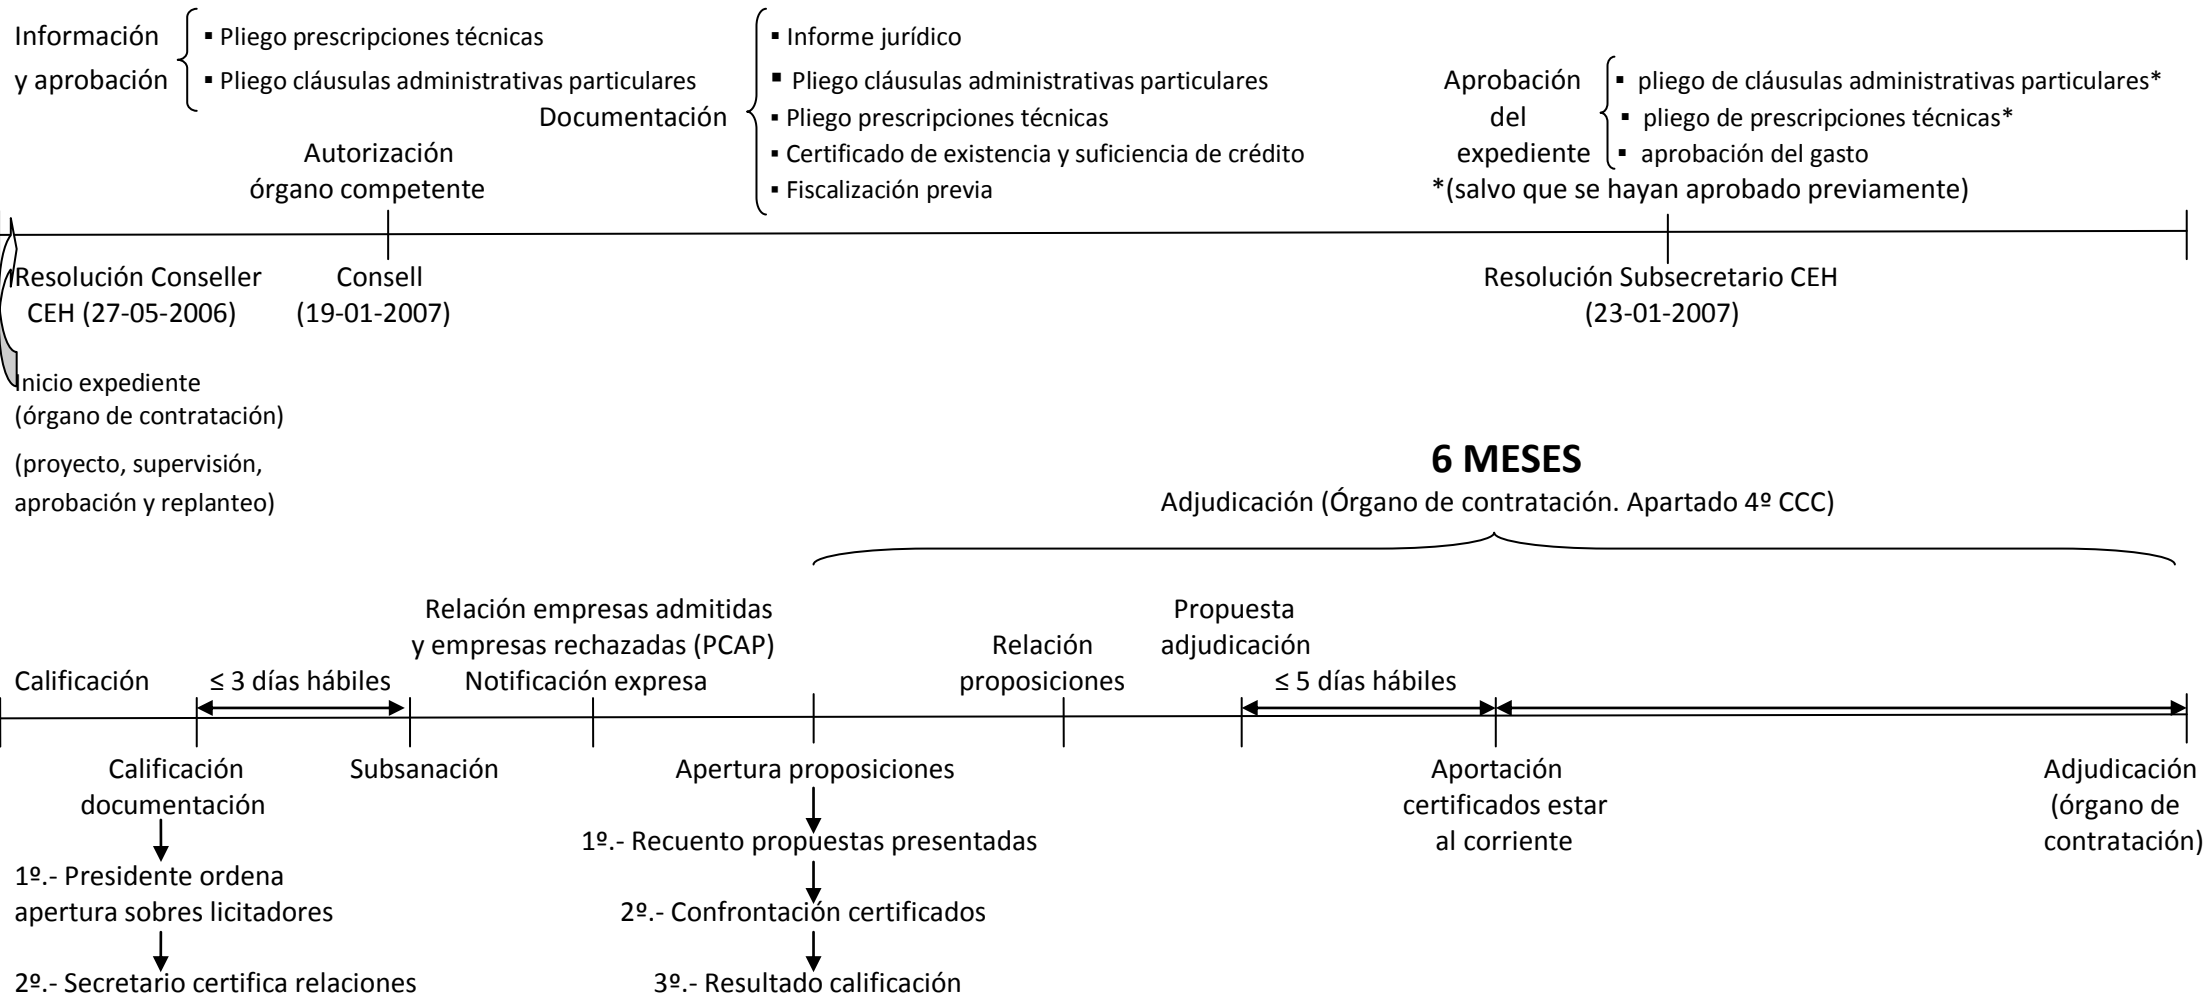 Información
y aprobación
▪ Pliego prescripciones técnicas
▪ Pliego cláusulas administrativas particulares
Documentación
▪ Informe jurídico
▪ Pliego cláusulas administrativas particulares
▪ Pliego prescripciones técnicas
▪ Certificado de existencia y suficiencia de crédito
▪ Fiscalización previa
Aprobación
del
expediente
▪ pliego de cláusulas administrativas particulares*
▪ pliego de prescripciones técnicas*
▪ aprobación del gasto
*(salvo que se hayan aprobado previamente)
Autorización
órgano competente
Resolución Conseller
CEH (27-05-2006)
Consell
(19-01-2007)
Resolución Subsecretario CEH
(23-01-2007)
Inicio expediente
(órgano de contratación)
(proyecto, supervisión,
aprobación y replanteo)
6 MESES
Adjudicación (Órgano de contratación. Apartado 4º CCC)
Calificación
≤ 3 días hábiles
Relación empresas admitidas
y empresas rechazadas (PCAP)
Notificación expresa
Relación
proposiciones
Propuesta
adjudicación
≤ 5 días hábiles
Calificación
documentación
1º.- Presidente ordena
apertura sobres licitadores
2º.- Secretario certifica relaciones
Subsanación
Apertura proposiciones
1º.- Recuento propuestas presentadas
2º.- Confrontación certificados
3º.- Resultado calificación
Aportación
certificados estar
al corriente
Adjudicación
(órgano de
contratación)